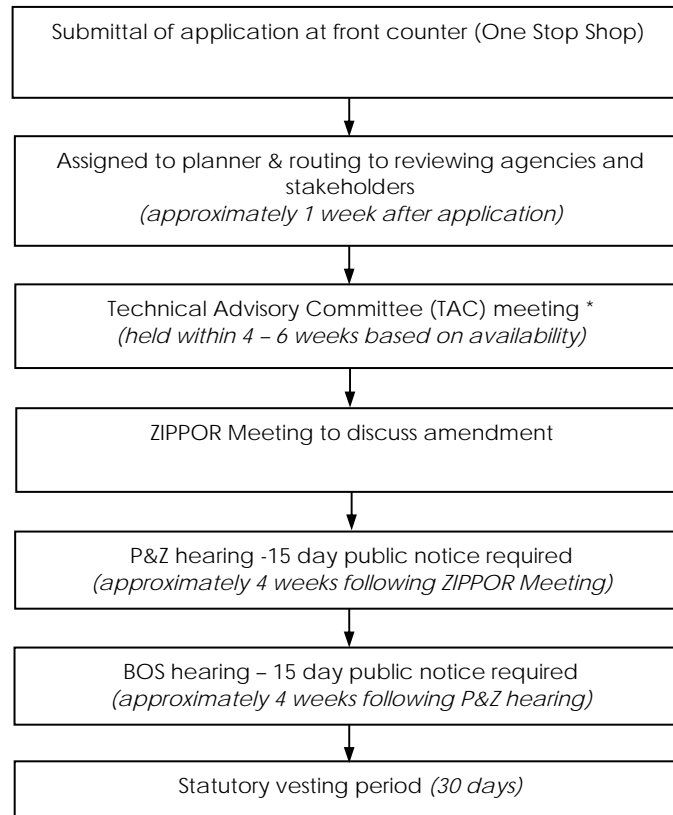 Submittal of application at front counter (One Stop Shop)
Assigned to planner & routing to reviewing agencies and
stakeholders
(approximately 1 week after application)
Technical Advisory Committee (TAC) meeting *
(held within 4 – 6 weeks based on availability)
ZIPPOR Meeting to discuss amendment
P&Z hearing -15 day public notice required
(approximately 4 weeks following ZIPPOR Meeting)
BOS hearing – 15 day public notice required
(approximately 4 weeks following P&Z hearing)
Statutory vesting period (30 days)